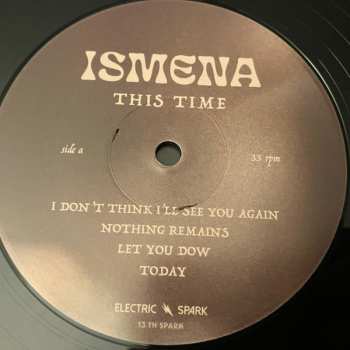 ISMENA
THIS TIME
side a 33 rpm
I DON'T THINK I'LL SEE YOU AGAIN
NOTHING REMAINS
LET YOU DOW
TODAY
ELECTRIC SPARK
13 TH SPARK